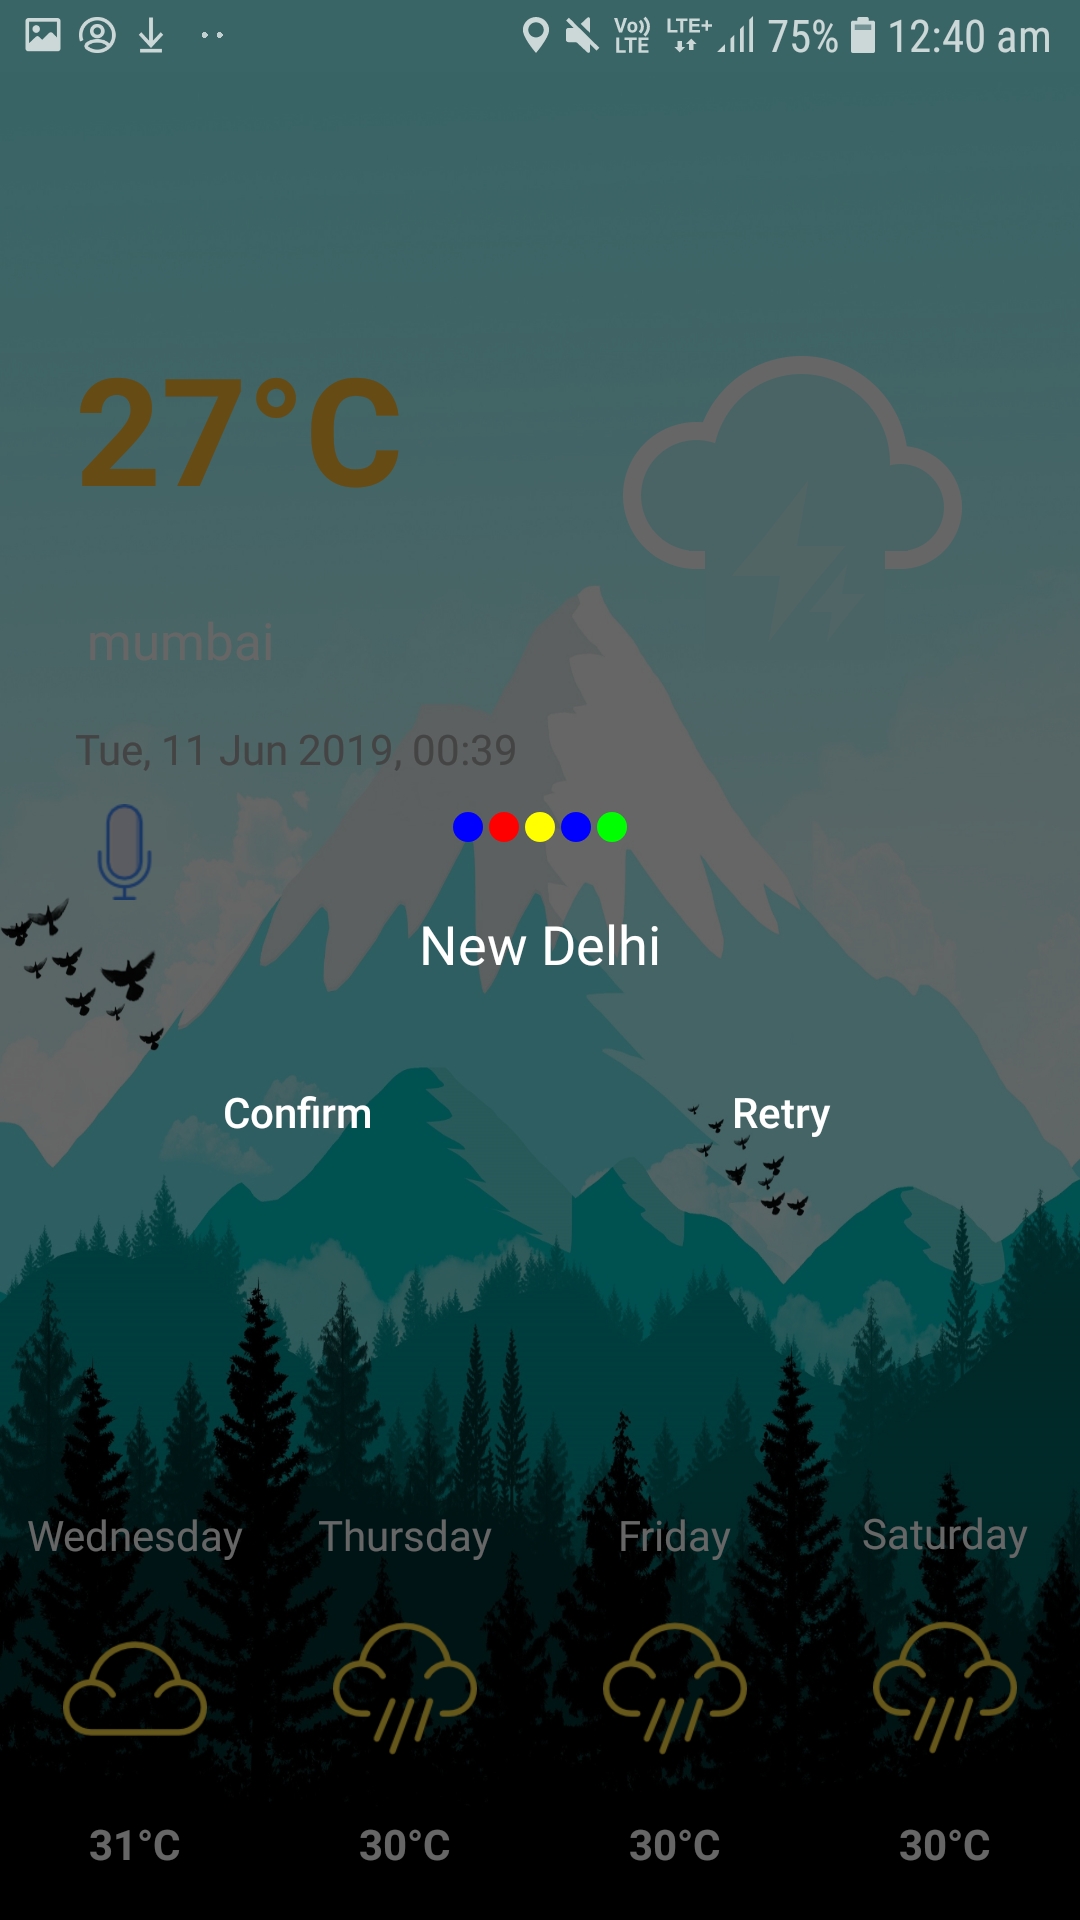 Vo)) LTE LTE+ 75% 12:40 am
27°C
mumbai
Tue, 11 Jun 2019, 00:39
New Delhi
Confirm Retry
Wednesday Thursday Friday Saturday
31°C 30°C 30°C 30°C